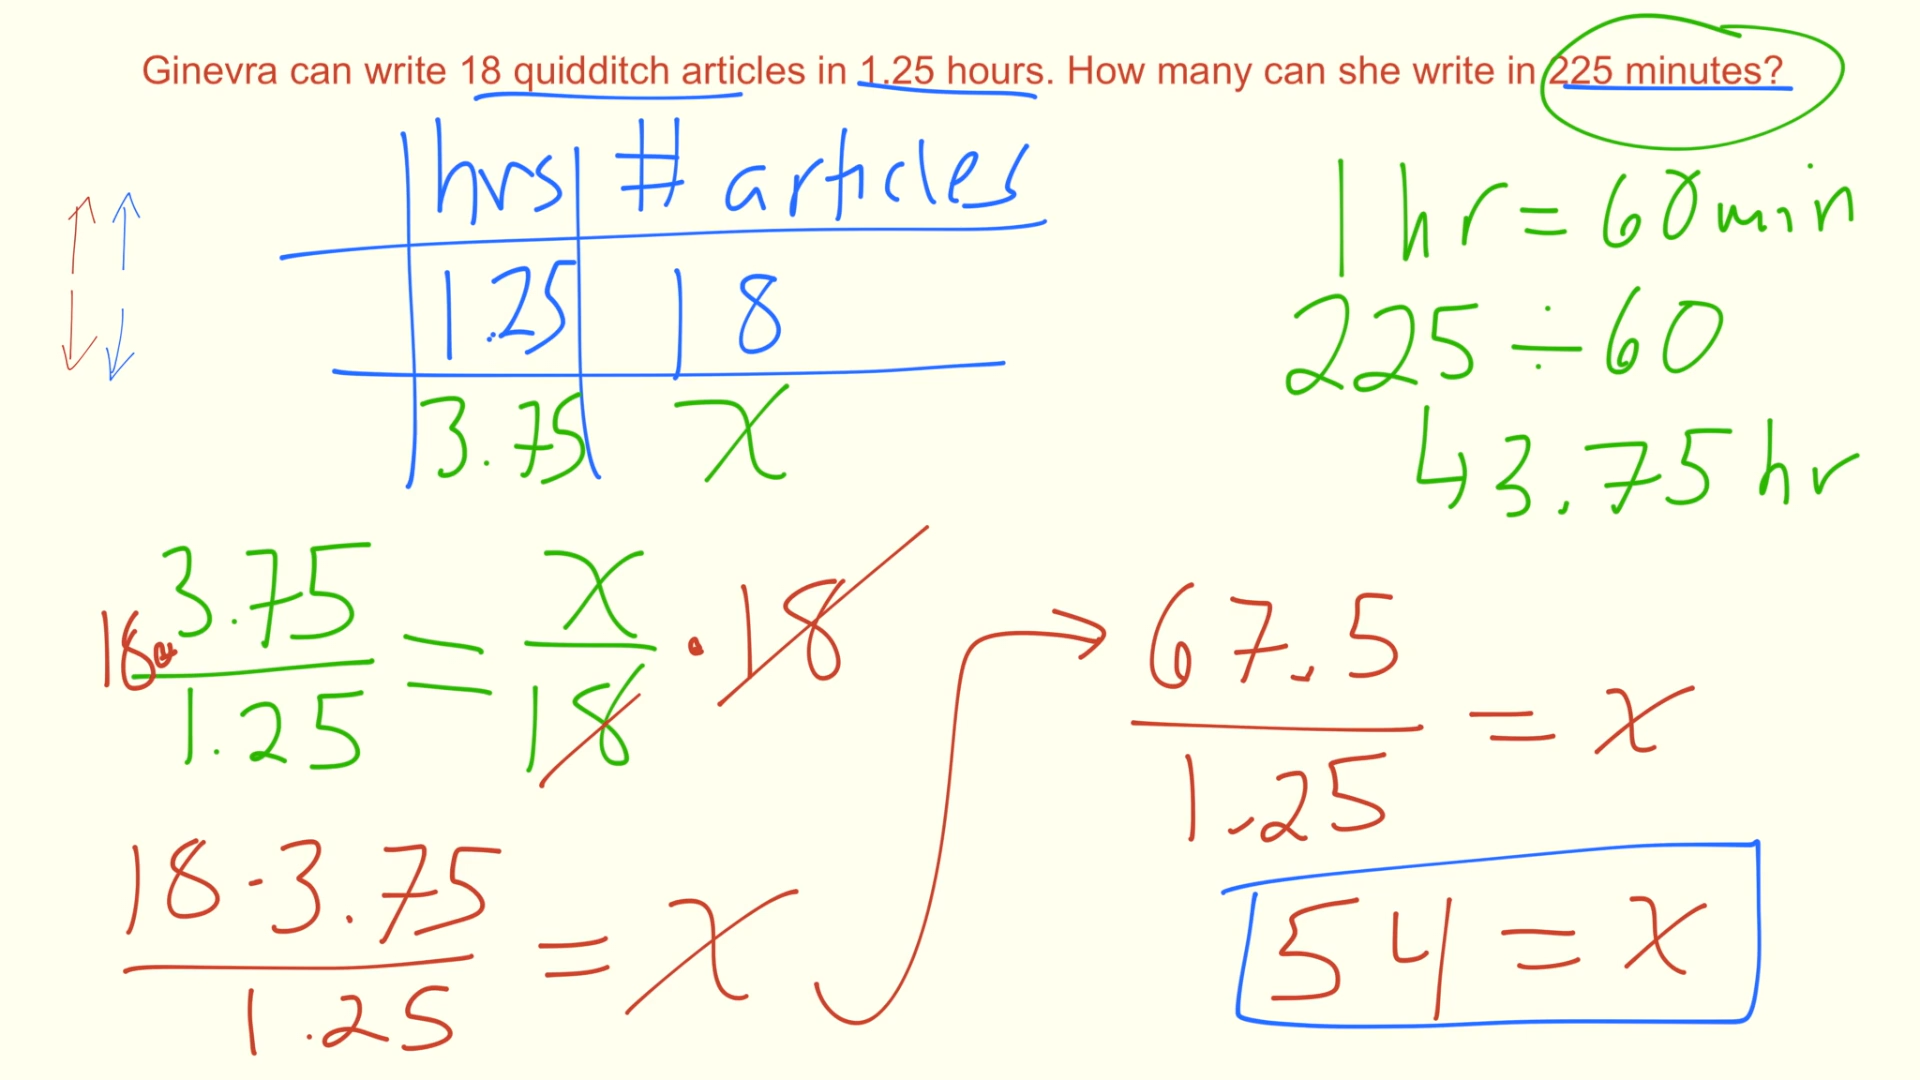 Ginevra can write 18 quidditch articles in 1.25 hours. How many can she write in 225 minutes?
hrs # articles
1.25 18
3.75 x
1 hr = 60 min
225 ÷ 60
43.75 hr
3.75 / 1.25 = x / 18 · 18
18 ·
18 · 3.75 / 1.25 = x
67.5 / 1.25 = x
54 = x